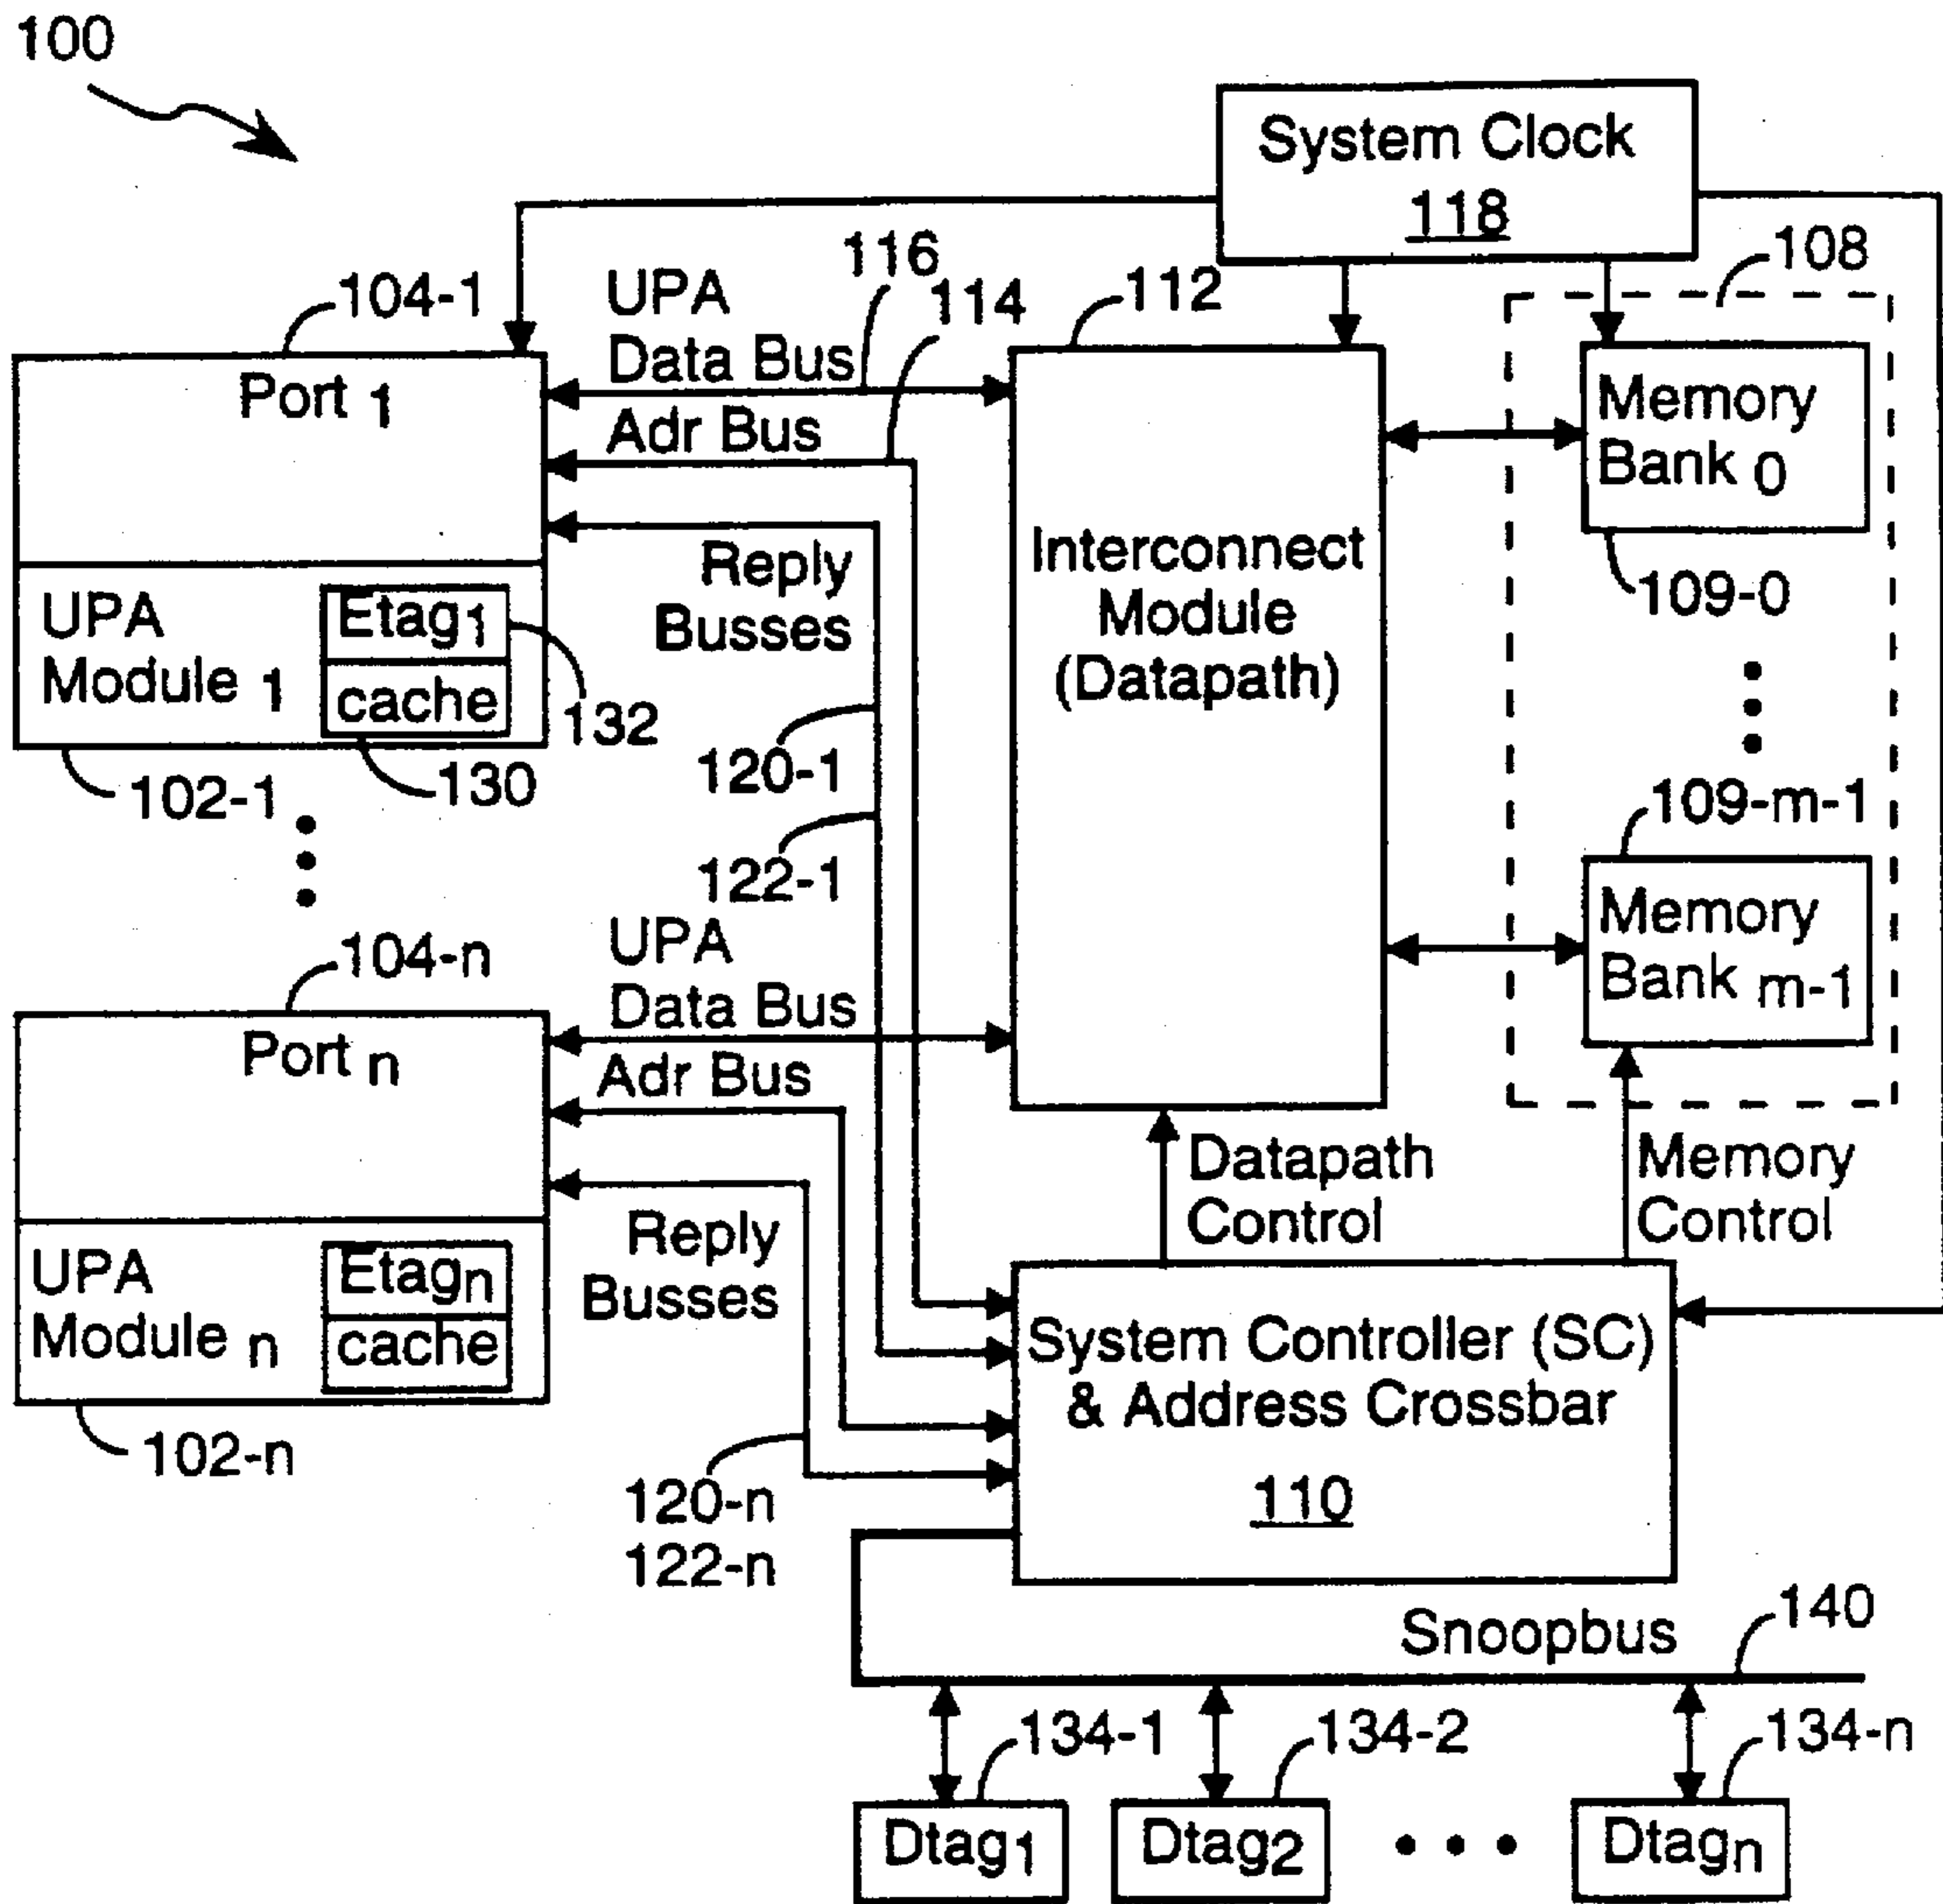 100
System Clock
118
116
114
112
108
104-1
UPA
Data Bus
Adr Bus
Port 1
Reply
Busses
UPA
Module 1
Etag1
cache
132
130
102-1
120-1
122-1
Interconnect
Module
(Datapath)
Memory
Bank 0
109-0
109-m-1
Memory
Bank m-1
104-n
UPA
Data Bus
Adr Bus
Port n
Reply
Busses
UPA
Module n
Etagn
cache
102-n
120-n
122-n
Datapath
Control
Memory
Control
System Controller (SC)
& Address Crossbar
110
Snoopbus
140
134-1
134-2
134-n
Dtag1
Dtag2
Dtagn